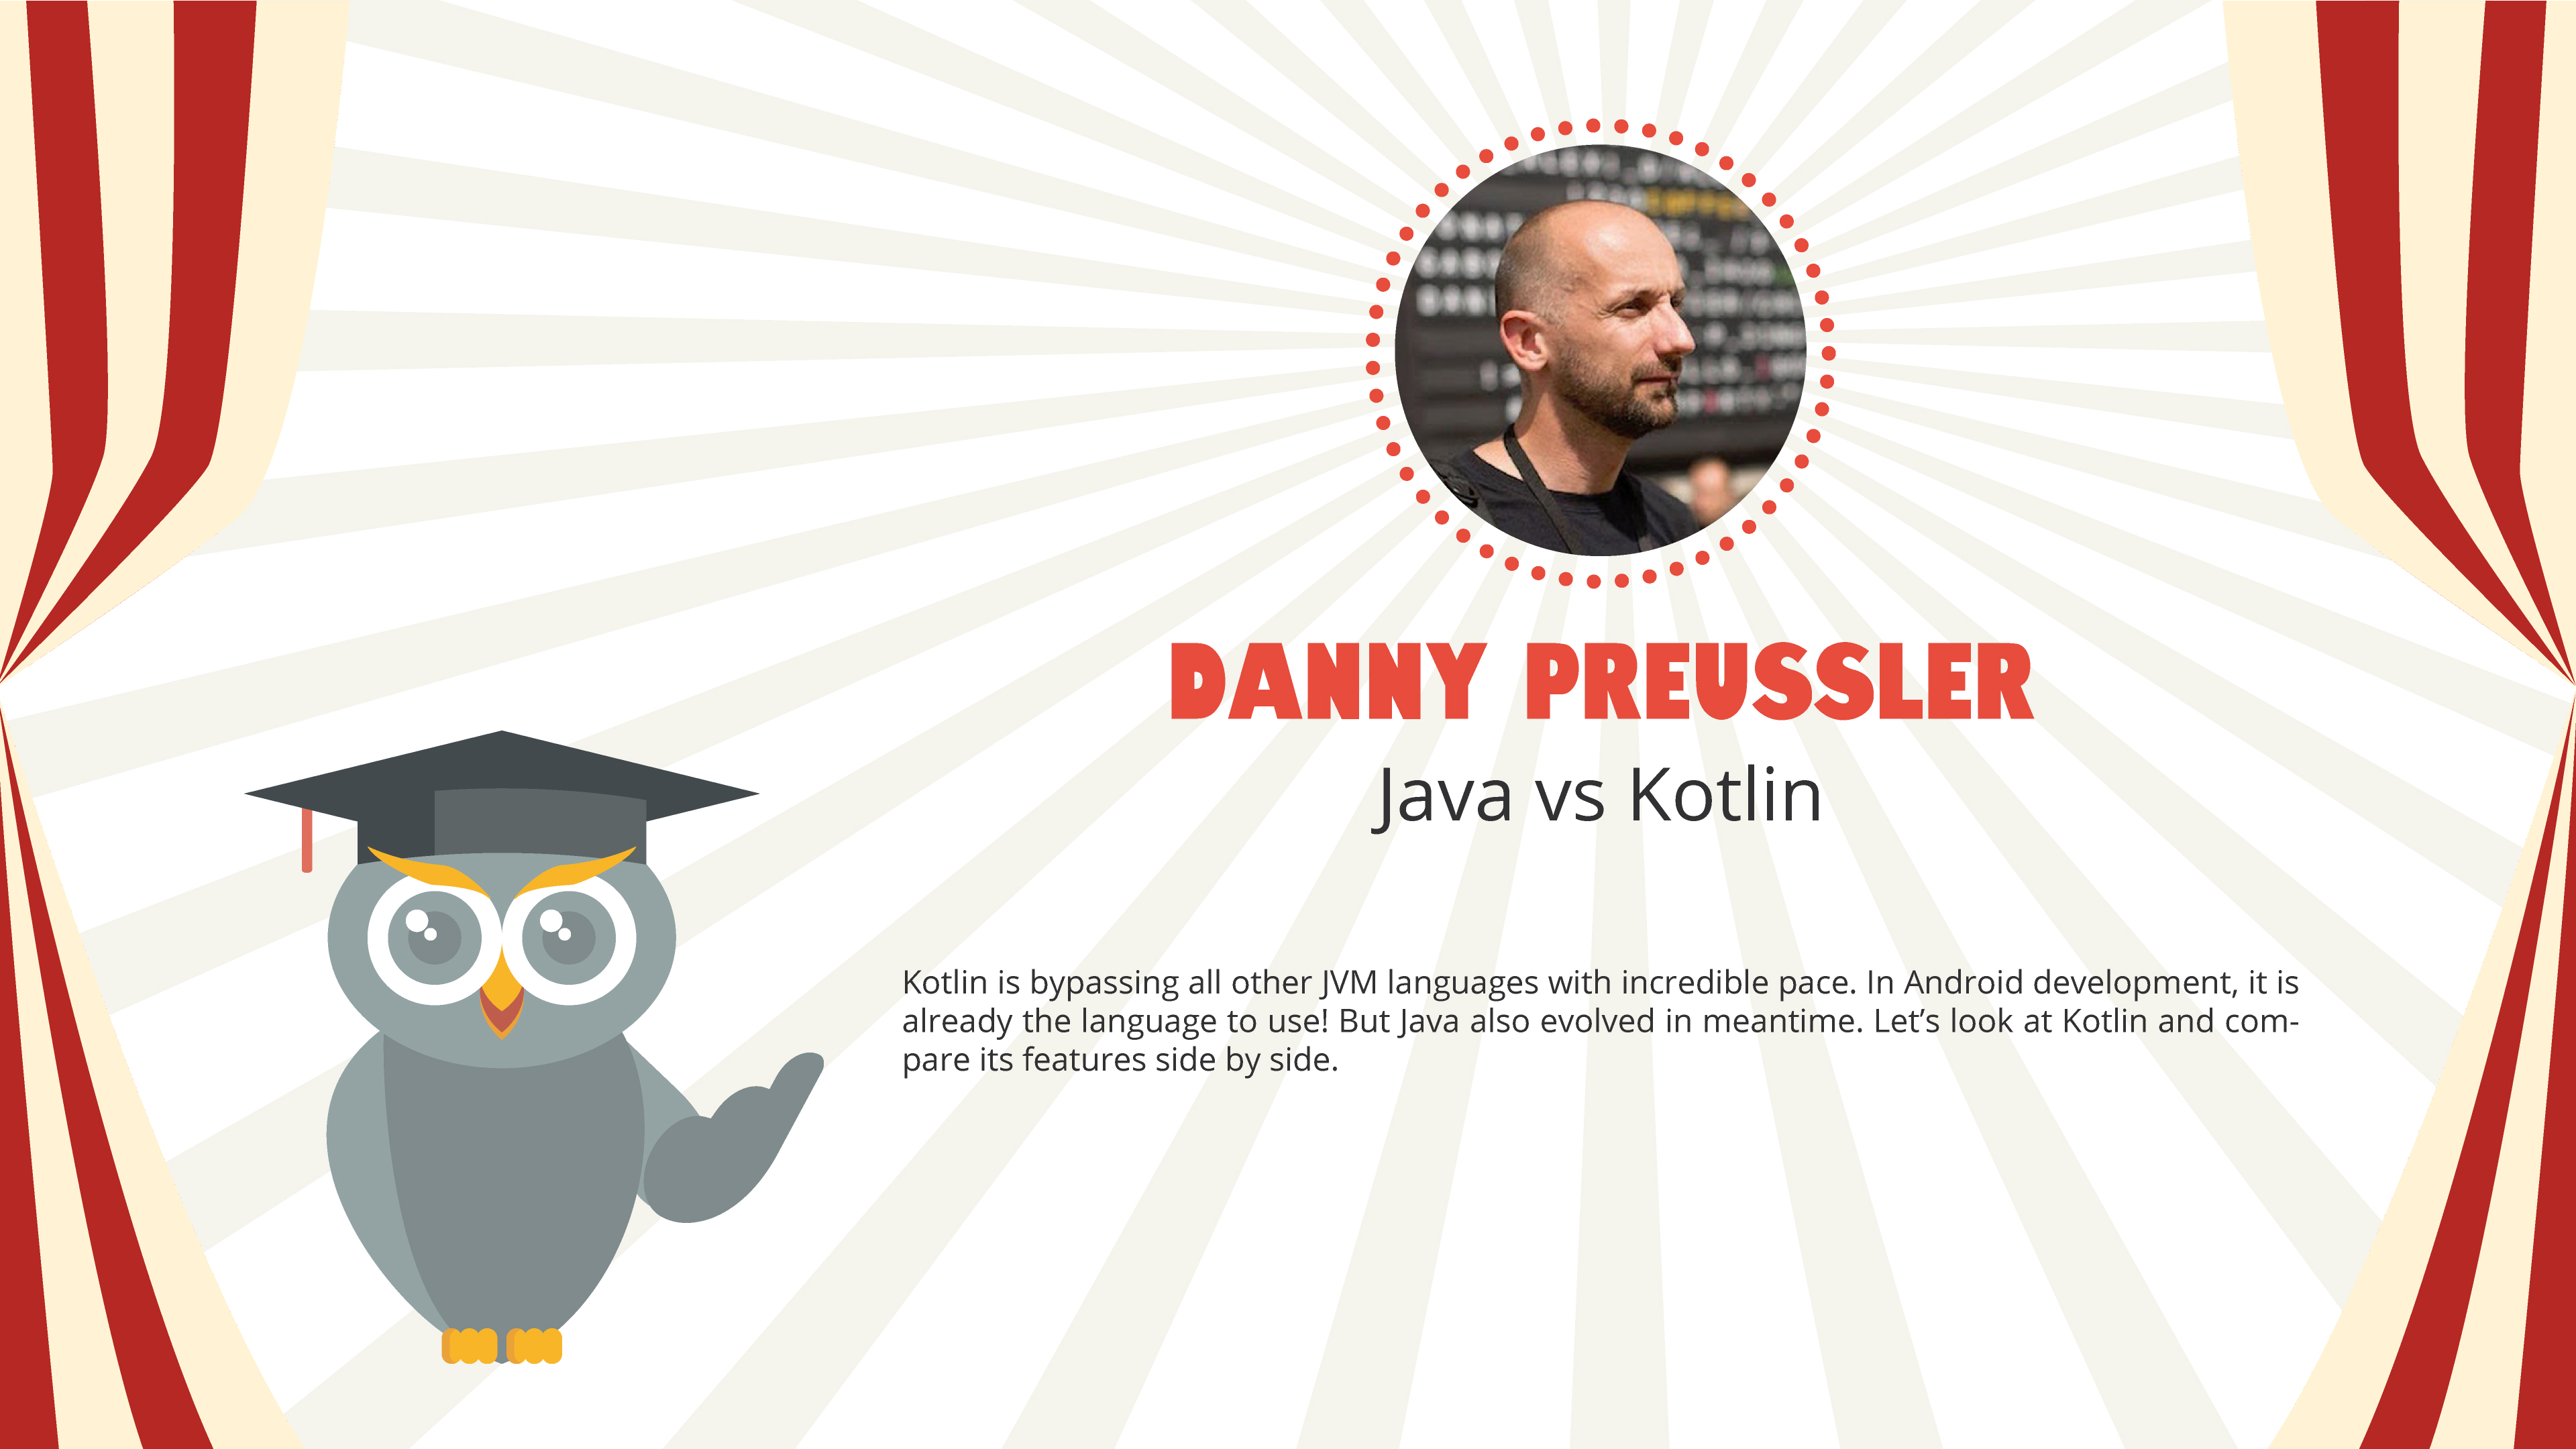 DANNY PREUSSLER
Java vs Kotlin
Kotlin is bypassing all other JVM languages with incredible pace. In Android development, it is
already the language to use! But Java also evolved in meantime. Let’s look at Kotlin and com-
pare its features side by side.